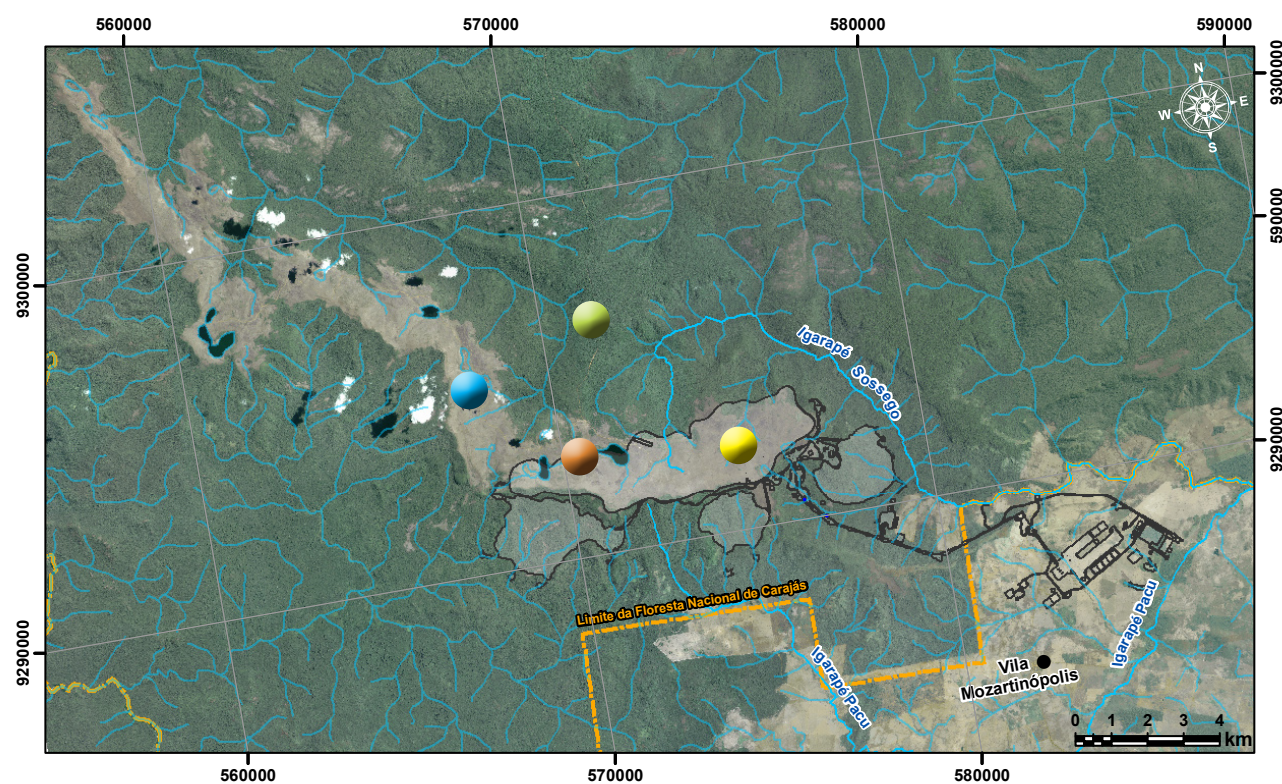 560000
570000
580000
590000
9300000
N
W
E
S
590000
9300000
Igarapé Sossego
9290000
Limite da Floresta Nacional de Carajás
9290000
Igarapé Pacu
Igarapé Pacu
Vila
Mozartinópolis
0 1 2 3 4
km
560000
570000
580000